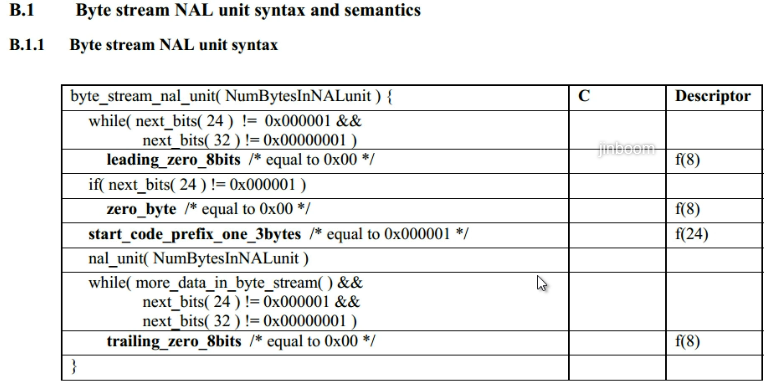 B.1 Byte stream NAL unit syntax and semantics
B.1.1 Byte stream NAL unit syntax
byte_stream_nal_unit( NumBytesInNALunit ) { C Descriptor
while( next_bits( 24 ) != 0x000001 &&
next_bits( 32 ) != 0x00000001 )
jinboom
leading_zero_8bits /* equal to 0x00 */ f(8)
if( next_bits( 24 ) != 0x000001 )
zero_byte /* equal to 0x00 */ f(8)
start_code_prefix_one_3bytes /* equal to 0x000001 */ f(24)
nal_unit( NumBytesInNALunit )
while( more_data_in_byte_stream( ) &&
next_bits( 24 ) != 0x000001 &&
next_bits( 32 ) != 0x00000001 )
trailing_zero_8bits /* equal to 0x00 */ f(8)
}